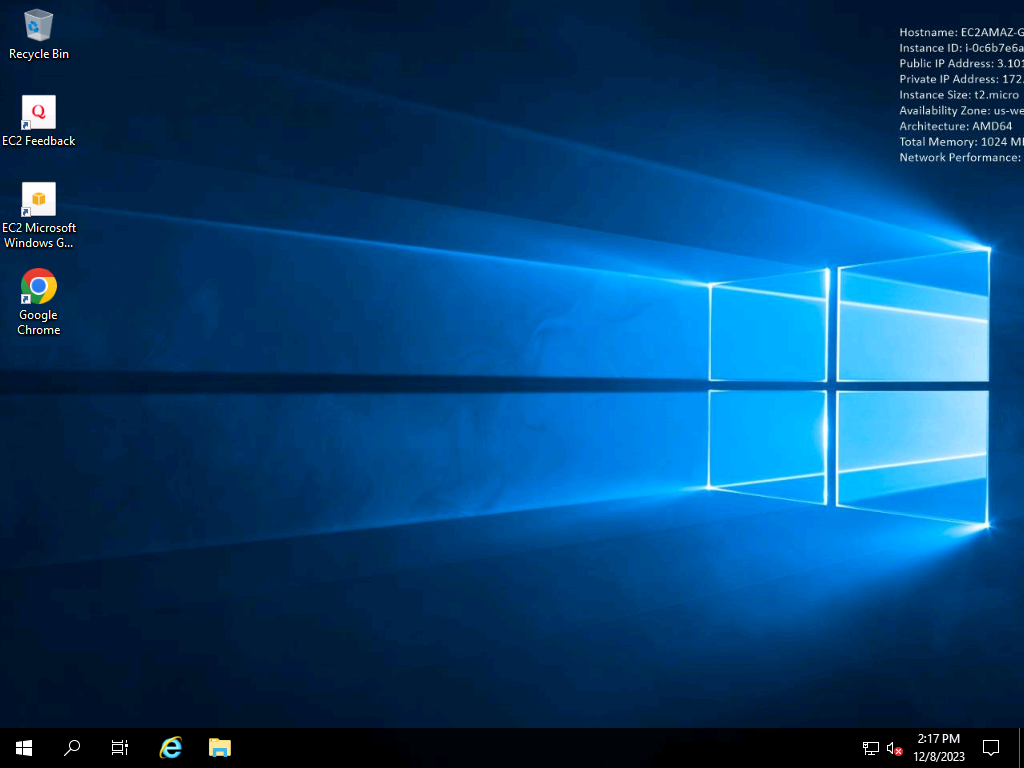 Recycle Bin
EC2 Feedback
EC2 Microsoft
Windows G...
Google
Chrome
Hostname: EC2AMAZ-G
Instance ID: i-0c6b7e6a
Public IP Address: 3.101
Private IP Address: 172.
Instance Size: t2.micro
Availability Zone: us-we
Architecture: AMD64
Total Memory: 1024 M
Network Performance:
2:17 PM
12/8/2023